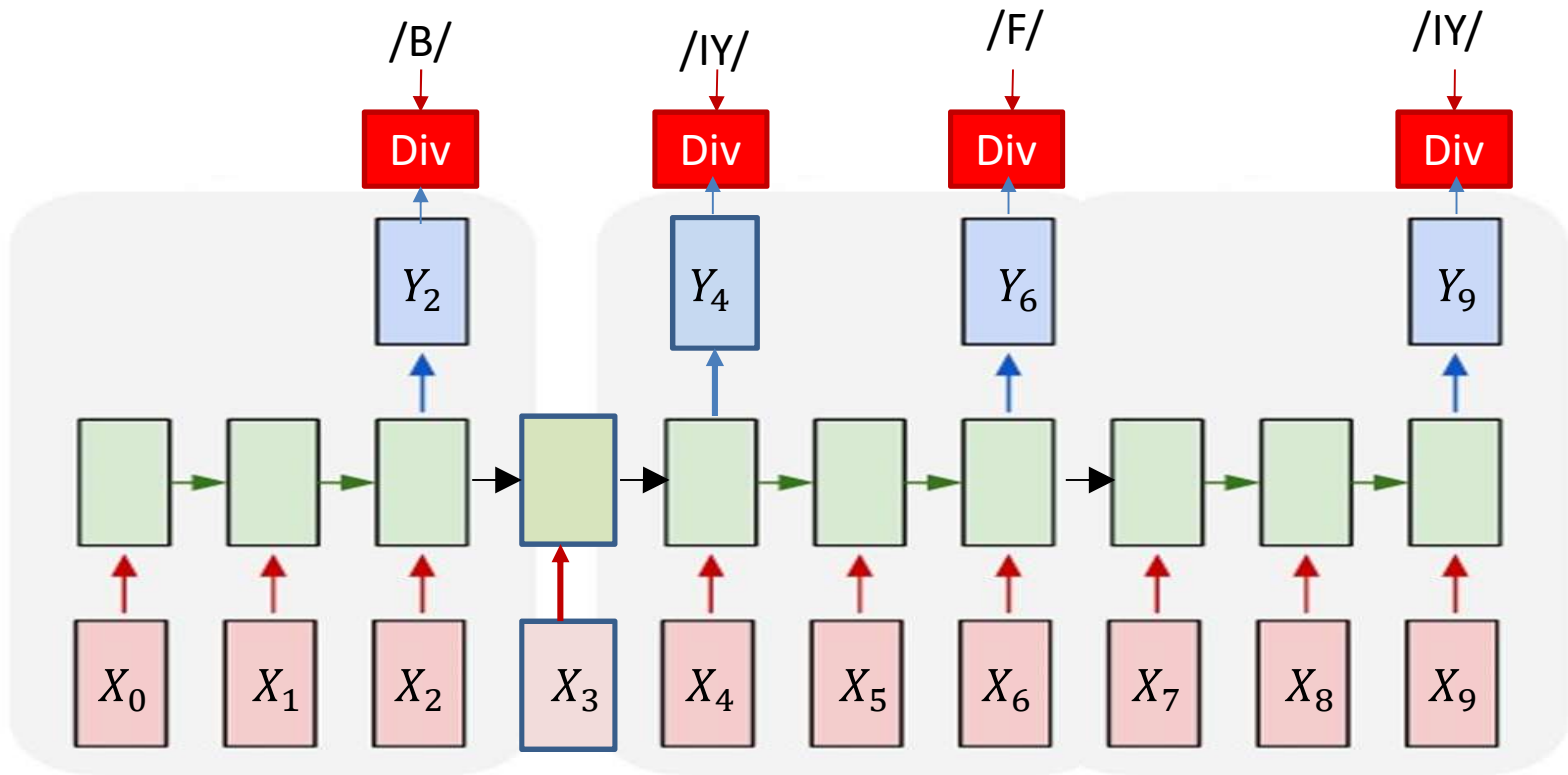 /B/ /IY/ /F/ /IY/
Div Div Div Div
Y₂ Y₄ Y₆ Y₉
X₀ X₁ X₂ X₃ X₄ X₅ X₆ X₇ X₈ X₉